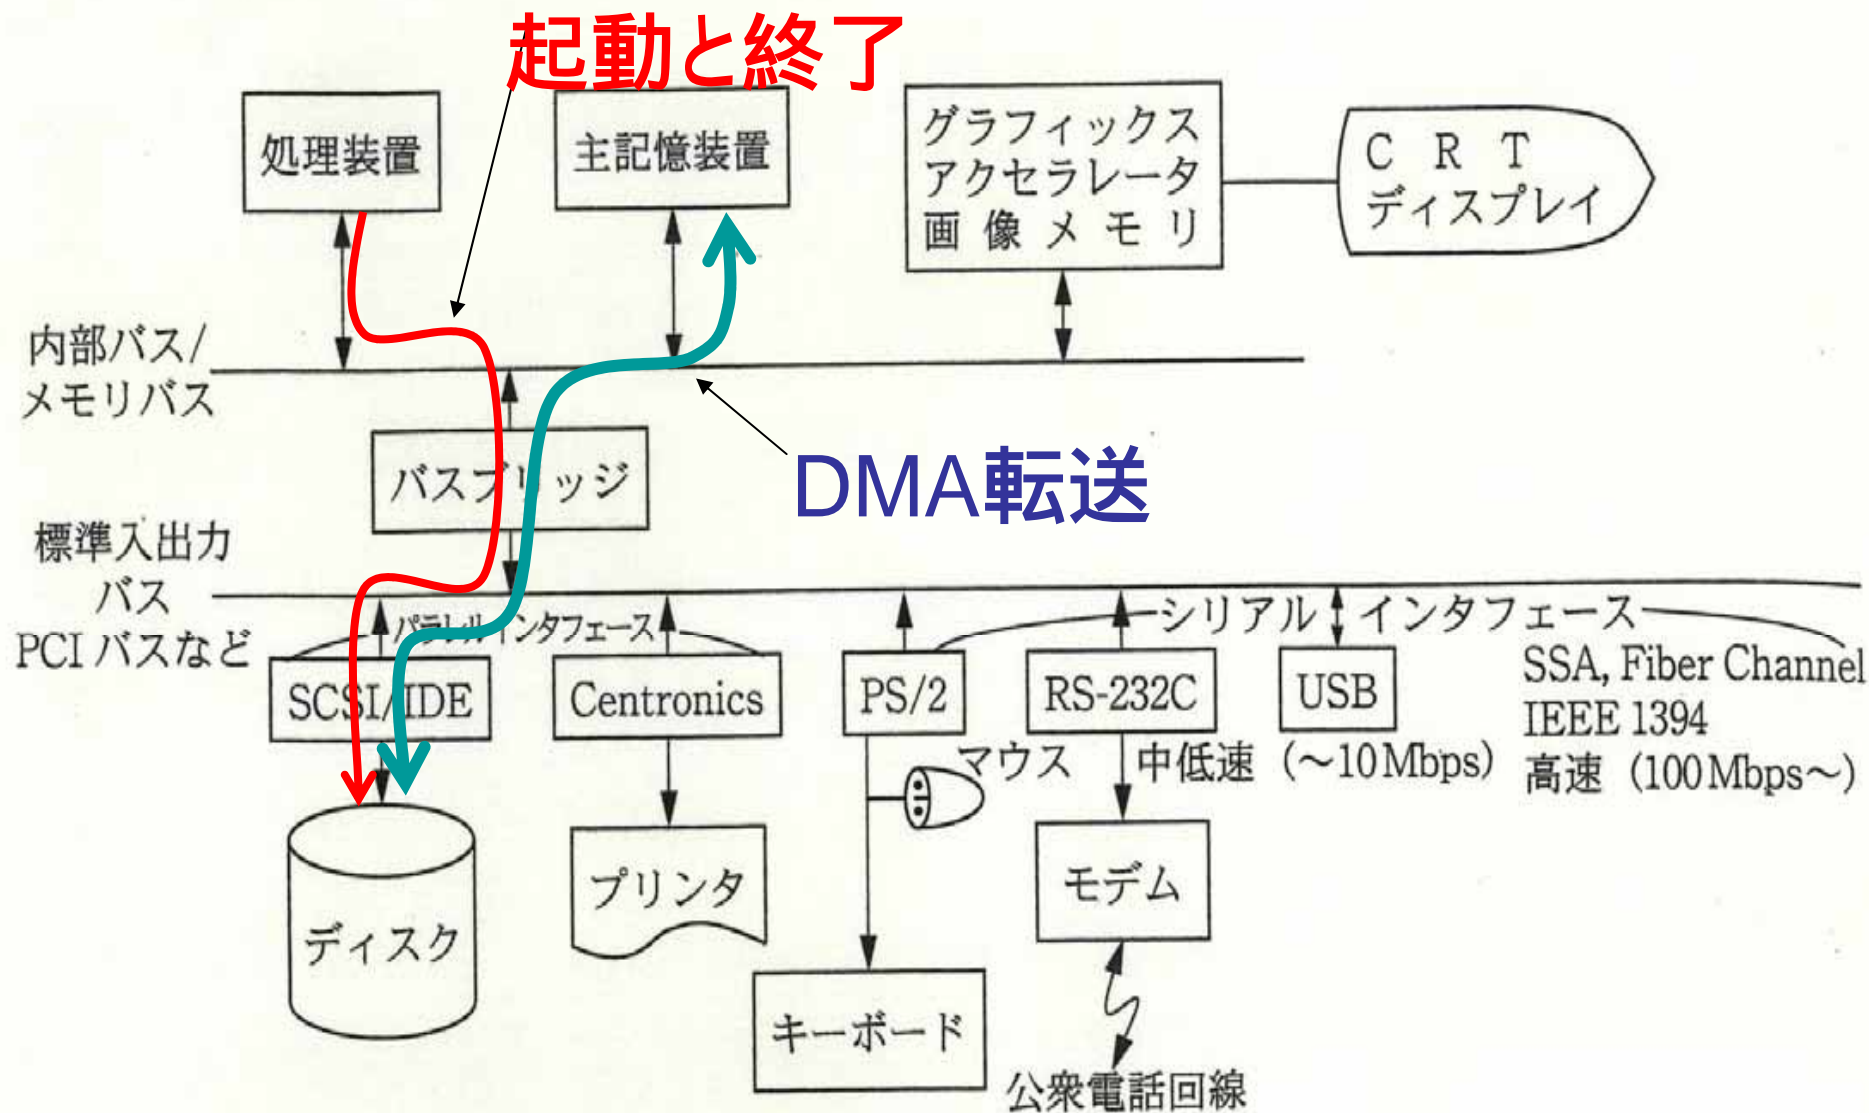 起動と終了
処理装置
主記憶装置
グラフィックス
アクセラレータ
画像メモリ
CRT
ディスプレイ
内部バス/
メモリバス
バスブリッジ
DMA転送
標準入出力
バス
PCIバスなど
パラレルインタフェース
シリアル インタフェース
SCSI/IDE
Centronics
PS/2
RS-232C
USB
SSA, Fiber Channel
IEEE 1394
高速 (100Mbps～)
マウス
中低速 (～10Mbps)
ディスク
プリンタ
モデム
キーボード
公衆電話回線